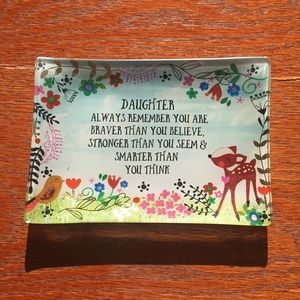 DAUGHTER
ALWAYS REMEMBER YOU ARE
BRAVER THAN YOU BELIEVE,
STRONGER THAN YOU SEEM &
SMARTER THAN
YOU THINK